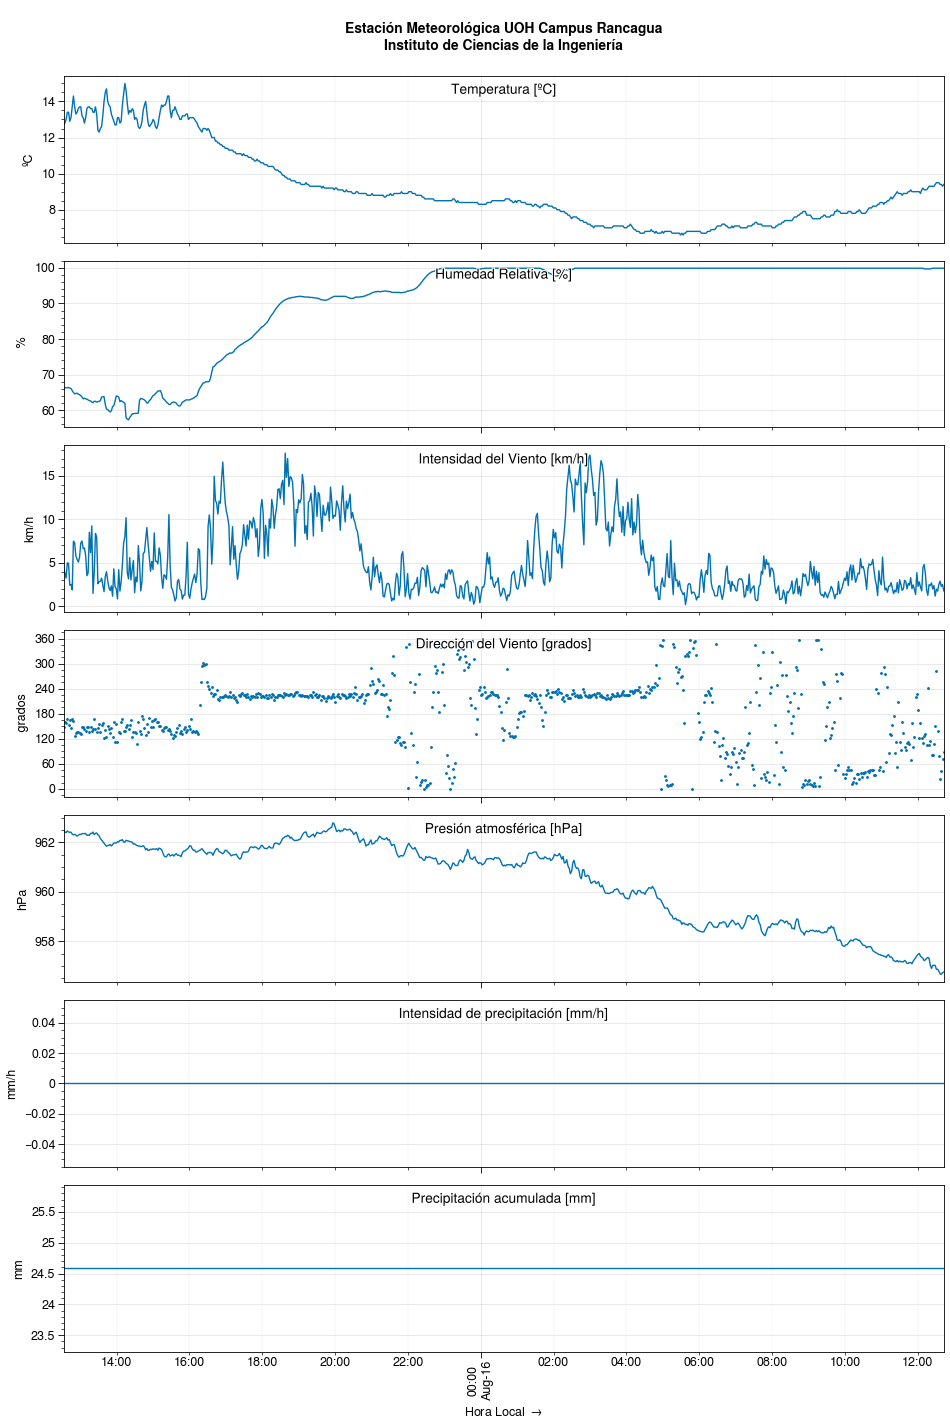 Estación Meteorológica UOH Campus Rancagua
Instituto de Ciencias de la Ingeniería
Temperatura [ºC]
14
12
10
8
ºC
Humedad Relativa [%]
100
90
80
70
60
%
Intensidad del Viento [km/h]
15
10
5
0
km/h
Dirección del Viento [grados]
360
300
240
180
120
60
0
grados
Presión atmosférica [hPa]
962
960
958
hPa
Intensidad de precipitación [mm/h]
0.04
0.02
0
−0.02
−0.04
mm/h
Precipitación acumulada [mm]
25.5
25
24.5
24
23.5
mm
14:00
16:00
18:00
20:00
22:00
00:00
Aug-16
02:00
04:00
06:00
08:00
10:00
12:00
Hora Local →